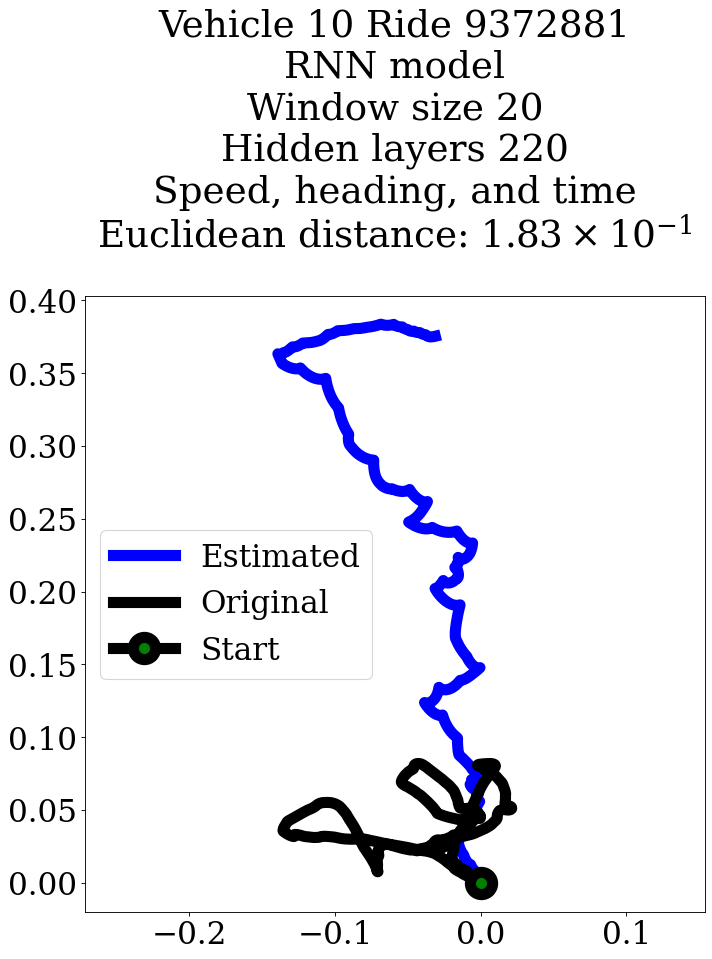 Vehicle 10 Ride 9372881
RNN model
Window size 20
Hidden layers 220
Speed, heading, and time
Euclidean distance: 1.83 × 10⁻¹
0.40
0.35
0.30
0.25
0.20
0.15
0.10
0.05
0.00
Estimated
Original
Start
−0.2 −0.1 0.0 0.1